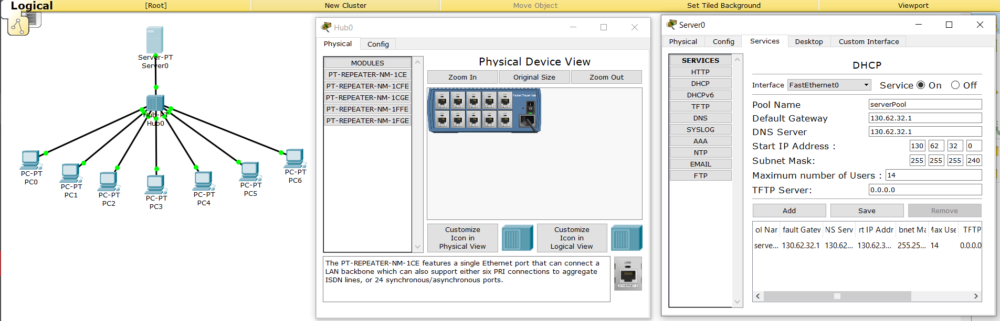 Logical
[Root]
New Cluster
Move Object
Set Tiled Background
Viewport
Server-PT
Server0
Hub-PT
Hub0
PC-PT
PC0
PC-PT
PC1
PC-PT
PC2
PC-PT
PC3
PC-PT
PC4
PC-PT
PC5
PC-PT
PC6
Hub0
Physical
Config
MODULES
PT-REPEATER-NM-1CE
PT-REPEATER-NM-1CFE
PT-REPEATER-NM-1CGE
PT-REPEATER-NM-1FFE
PT-REPEATER-NM-1FGE
Physical Device View
Zoom In
Original Size
Zoom Out
Packet Tracer Hub
Customize
Icon in
Physical View
Customize
Icon in
Logical View
The PT-REPEATER-NM-1CE features a single Ethernet port that can connect a
LAN backbone which can also support either six PRI connections to aggregate
ISDN lines, or 24 synchronous/asynchronous ports.
LINK
ETHERNET 0
Server0
Physical
Config
Services
Desktop
Custom Interface
SERVICES
HTTP
DHCP
DHCPv6
TFTP
DNS
SYSLOG
AAA
NTP
EMAIL
FTP
DHCP
Interface FastEthernet0 Service On Off
Pool Name serverPool
Default Gateway 130.62.32.1
DNS Server 130.62.32.1
Start IP Address : 130 62 32 0
Subnet Mask: 255 255 255 240
Maximum number of Users : 14
TFTP Server: 0.0.0.0
Add Save Remove
ol Nar fault Gatew NS Serv rt IP Addr bnet Ma Max Use TFTP
serve... 130.62.32.1 130.62... 130.62.3... 255.25... 14 0.0.0.0